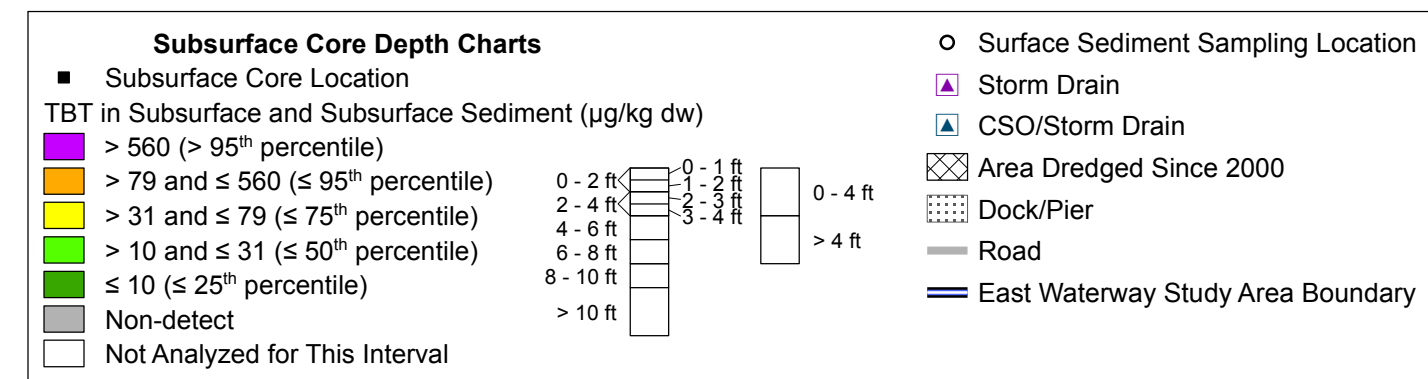 Subsurface Core Depth Charts
Subsurface Core Location
TBT in Subsurface and Subsurface Sediment (µg/kg dw)
> 560 (> 95th percentile)
> 79 and ≤ 560 (≤ 95th percentile)
> 31 and ≤ 79 (≤ 75th percentile)
> 10 and ≤ 31 (≤ 50th percentile)
≤ 10 (≤ 25th percentile)
Non-detect
Not Analyzed for This Interval
0 - 2 ft
2 - 4 ft
4 - 6 ft
6 - 8 ft
8 - 10 ft
> 10 ft
0 - 1 ft
1 - 2 ft
2 - 3 ft
3 - 4 ft
0 - 4 ft
> 4 ft
Surface Sediment Sampling Location
Storm Drain
CSO/Storm Drain
Area Dredged Since 2000
Dock/Pier
Road
East Waterway Study Area Boundary